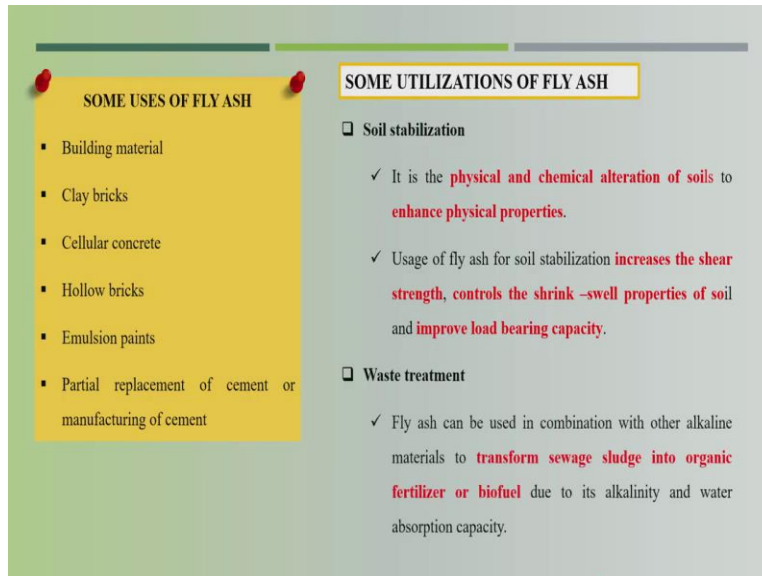 SOME USES OF FLY ASH
▪ Building material
▪ Clay bricks
▪ Cellular concrete
▪ Hollow bricks
▪ Emulsion paints
▪ Partial replacement of cement or
manufacturing of cement
SOME UTILIZATIONS OF FLY ASH
❑ Soil stabilization
✓ It is the physical and chemical alteration of soils to
enhance physical properties.
✓ Usage of fly ash for soil stabilization increases the shear
strength, controls the shrink –swell properties of soil
and improve load bearing capacity.
❑ Waste treatment
✓ Fly ash can be used in combination with other alkaline
materials to transform sewage sludge into organic
fertilizer or biofuel due to its alkalinity and water
absorption capacity.